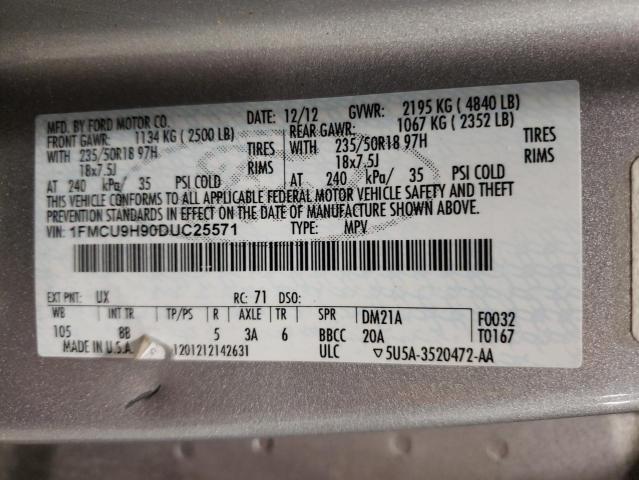 MFD. BY FORD MOTOR CO. DATE: 12/12 GVWR: 2195 KG ( 4840 LB)
FRONT GAWR: 1134 KG ( 2500 LB) REAR GAWR: 1067 KG ( 2352 LB)
WITH 235/50R18 97H TIRES WITH 235/50R18 97H TIRES
18x7.5J RIMS 18x7.5J RIMS
AT 240 kPa/ 35 PSI COLD AT 240 kPa/ 35 PSI COLD
THIS VEHICLE CONFORMS TO ALL APPLICABLE FEDERAL MOTOR VEHICLE SAFETY AND THEFT
PREVENTION STANDARDS IN EFFECT ON THE DATE OF MANUFACTURE SHOWN ABOVE.
VIN: 1FMCU9H90DUC25571 TYPE: MPV
EXT PNT: UX RC: 71 DSO:
WB INT TR TP/PS R AXLE TR SPR DM21A F0032
105 8B 5 3A 6 BBCC 20A T0167
MADE IN U.S.A. 1201212142631 ULC ▽5U5A-3520472-AA